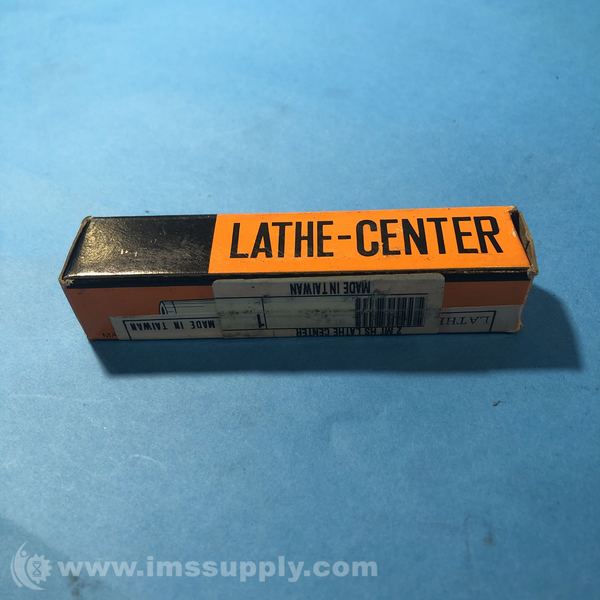 LATHE-CENTER
MADE IN TAIWAN
2 MT HS LATHE CENTER
MADE IN TAIWAN
LATHE
www.imssupply.com